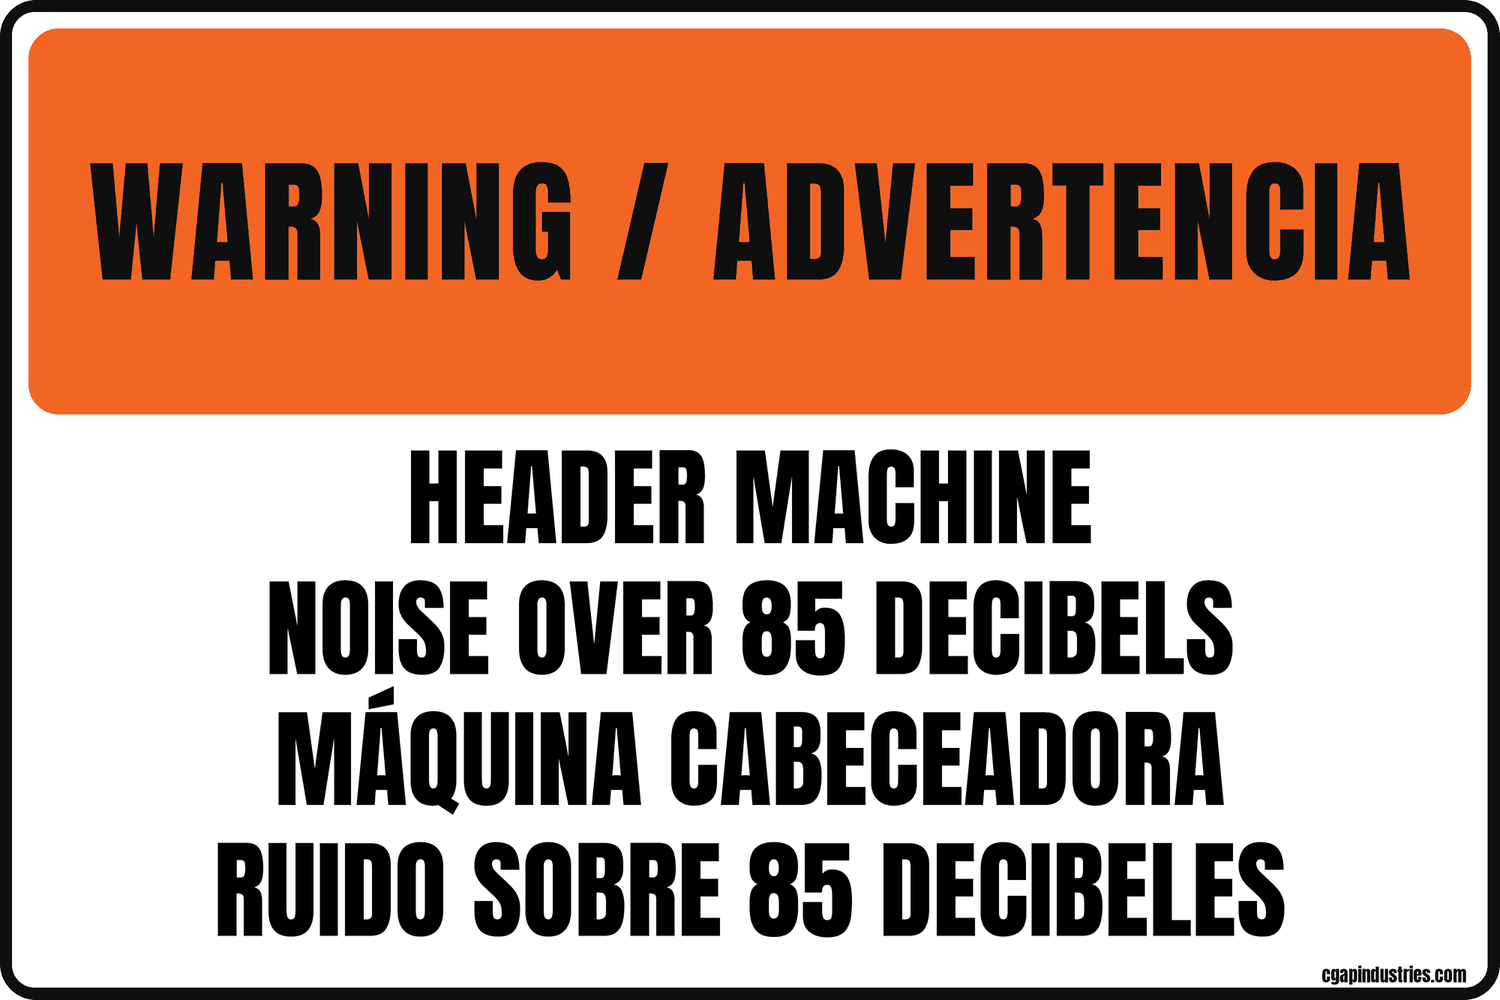 WARNING / ADVERTENCIA
HEADER MACHINE
NOISE OVER 85 DECIBELS
MÁQUINA CABECEADORA
RUIDO SOBRE 85 DECIBELES
cgapindustries.com